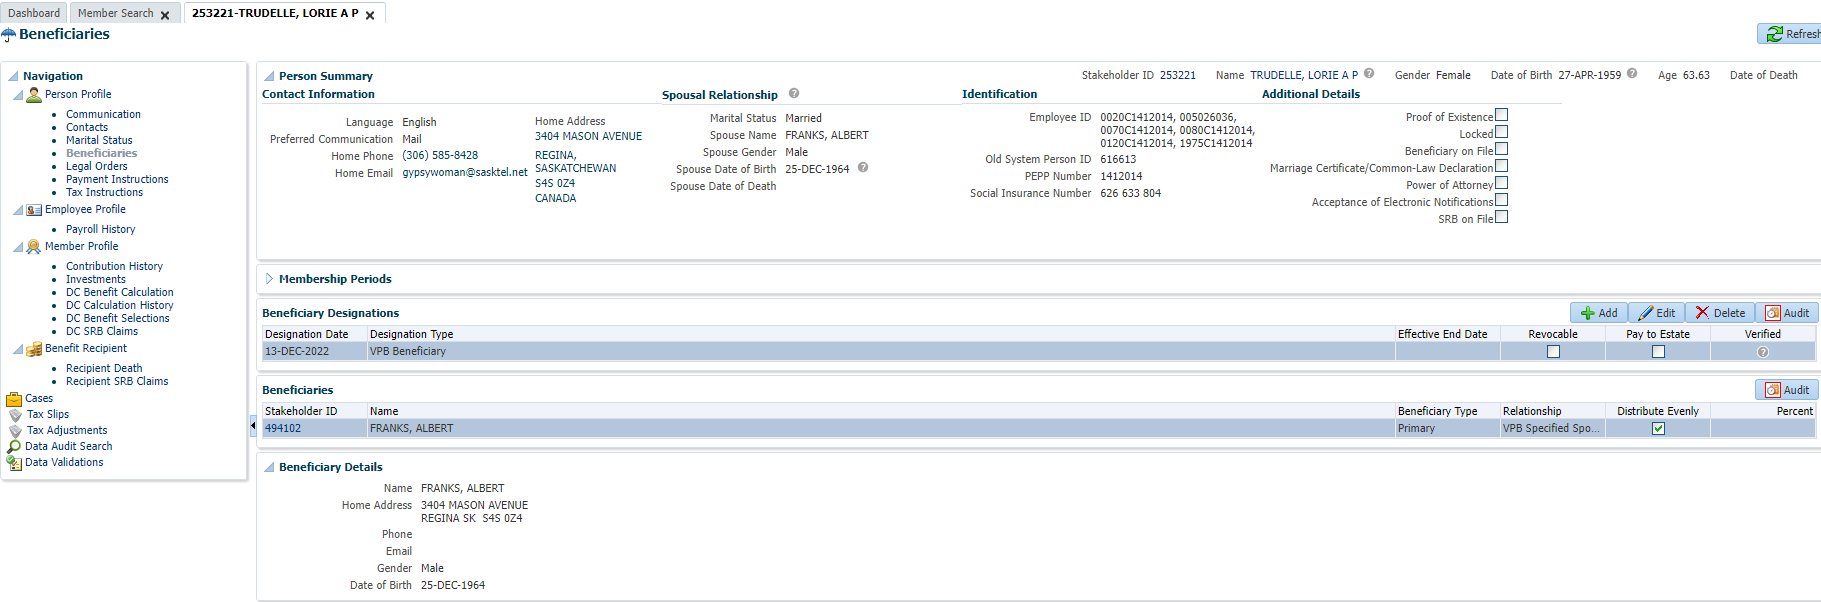 Dashboard
Member Search
253221-TRUDELLE, LORIE A P
Beneficiaries
Refresh
Navigation
Person Profile
Communication
Contacts
Marital Status
Beneficiaries
Legal Orders
Payment Instructions
Tax Instructions
Employee Profile
Payroll History
Member Profile
Contribution History
Investments
DC Benefit Calculation
DC Calculation History
DC Benefit Selections
DC SRB Claims
Benefit Recipient
Recipient Death
Recipient SRB Claims
Cases
Tax Slips
Tax Adjustments
Data Audit Search
Data Validations
Person Summary
Stakeholder ID 253221 Name TRUDELLE, LORIE A P Gender Female Date of Birth 27-APR-1959 Age 63.63 Date of Death
Contact Information
Language English
Preferred Communication Mail
Home Phone (306) 585-8428
Home Email gypsywoman@sasktel.net
Home Address
3404 MASON AVENUE
REGINA,
SASKATCHEWAN
S4S 0Z4
CANADA
Spousal Relationship
Marital Status Married
Spouse Name FRANKS, ALBERT
Spouse Gender Male
Spouse Date of Birth 25-DEC-1964
Spouse Date of Death
Identification
Employee ID 0020C1412014, 005026036,
0070C1412014, 0080C1412014,
0120C1412014, 1975C1412014
Old System Person ID 616613
PEPP Number 1412014
Social Insurance Number 626 633 804
Additional Details
Proof of Existence
Locked
Beneficiary on File
Marriage Certificate/Common-Law Declaration
Power of Attorney
Acceptance of Electronic Notifications
SRB on File
Membership Periods
Beneficiary Designations
Add Edit Delete Audit
Designation Date Designation Type Effective End Date Revocable Pay to Estate Verified
13-DEC-2022 VPB Beneficiary
Beneficiaries
Audit
Stakeholder ID Name Beneficiary Type Relationship Distribute Evenly Percent
494102 FRANKS, ALBERT Primary VPB Specified Spo...
Beneficiary Details
Name FRANKS, ALBERT
Home Address 3404 MASON AVENUE
REGINA SK S4S 0Z4
Phone
Email
Gender Male
Date of Birth 25-DEC-1964